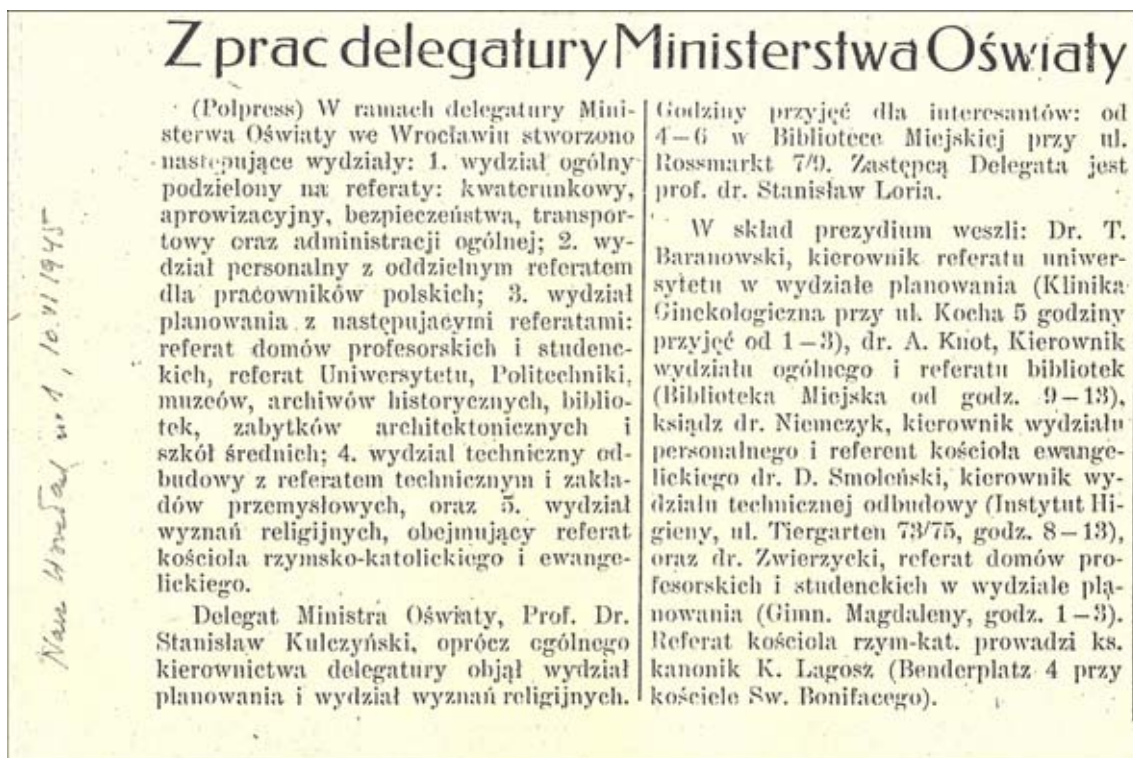 Z prac delegatury Ministerstwa Oświaty
(Polpress) W ramach delegatury Mini-
sterwa Oświaty we Wrocławiu stworzono
następujące wydziały: 1. wydział ogólny
podzielony na referaty: kwaterunkowy,
aprowizacyjny, bezpieczeństwa, transpor-
towy oraz administracji ogólnej; 2. wy-
dział personalny z oddzielnym referatem
dla pracowników polskich; 3. wydział
planowania z następujacymi referatami:
referat domów profesorskich i studenc-
kich, referat Uniwersytetu, Politechniki,
muzeów, archiwów historycznych, biblio-
tek, zabytków architektonicznych i
szkół średnich; 4. wydział techniczny od-
budowy z referatem technicznym i zakła-
dów przemysłowych, oraz 5. wydział
wyznań religijnych, obejmujący referat
kościoła rzymsko-katolickiego i ewange-
lickiego.
Delegat Ministra Oświaty, Prof. Dr.
Stanisław Kulczyński, oprócz ogólnego
kierownictwa delegatury objął wydział
planowania i wydział wyznań religijnych.
Godziny przyjęć dla interesantów: od
4–6 w Bibliotece Miejskiej przy ul.
Rossmarkt 7/9. Zastępcą Delegata jest
prof. dr. Stanisław Loria.
W skład prezydium weszli: Dr. T.
Baranowski, kierownik referatu uniwer-
sytetu w wydziale planowania (Klinika
Ginekologiczna przy ul. Kocha 5 godziny
przyjęć od 1–3), dr. A. Knot, Kierownik
wydziału ogólnego i referatu bibliotek
(Biblioteka Miejska od godz. 9–13),
ksiądz dr. Niemczyk, kierownik wydziału
personalnego i referent kościoła ewange-
lickiego dr. D. Smoleński, kierownik wy-
działu technicznej odbudowy (Instytut Hi-
gieny, ul. Tiergarten 73/75, godz. 8–13),
oraz dr. Zwierzycki, referat domów pro-
fesorskich i studenckich w wydziale plą-
nowania (Gimn. Magdaleny, godz. 1–3).
Referat kościoła rzym-kat. prowadzi ks.
kanonik K. Lagosz (Benderplatz 4 przy
kościele Sw. Bonifacego).
nr 1, 10.VI 1945